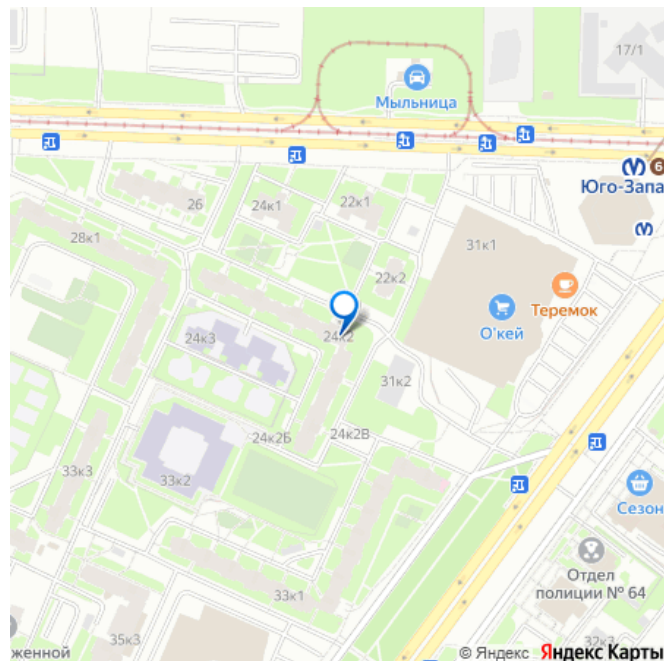 17/1
Мыльница
6
Юго-Запа
26
24к1
22к1
28к1
31к1
22к2
Теремок
О'кей
24к3
24к2
31к2
24к2Б
24к2В
33к3
33к2
Сезон
Отдел
полиции № 64
33к1
35к3
32к3
женной
© Яндекс Яндекс Карты